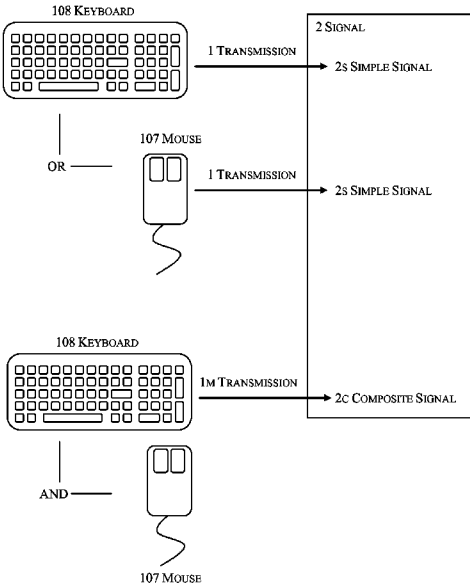 108 KEYBOARD
2 SIGNAL
1 TRANSMISSION
2S SIMPLE SIGNAL
107 MOUSE
OR
1 TRANSMISSION
2S SIMPLE SIGNAL
108 KEYBOARD
1M TRANSMISSION
2C COMPOSITE SIGNAL
AND
107 MOUSE